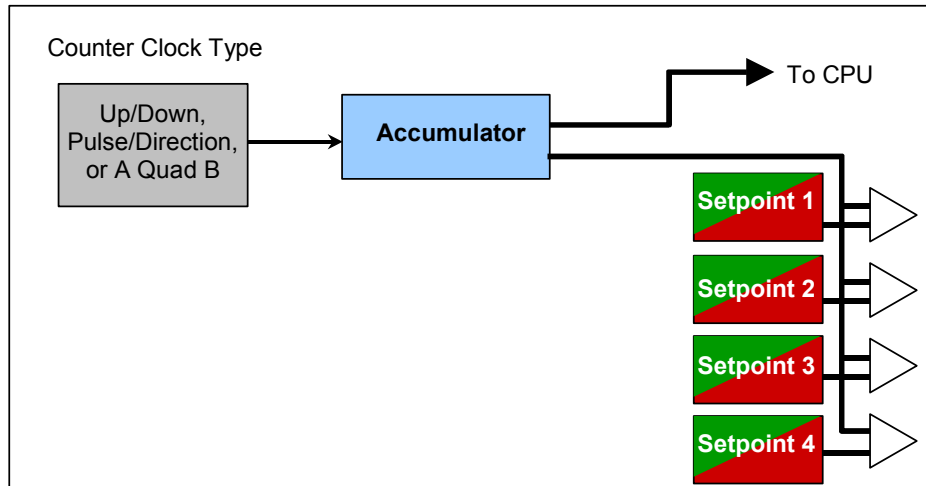 Counter Clock Type
Up/Down,
Pulse/Direction,
or A Quad B
Accumulator
To CPU
Setpoint 1
Setpoint 2
Setpoint 3
Setpoint 4